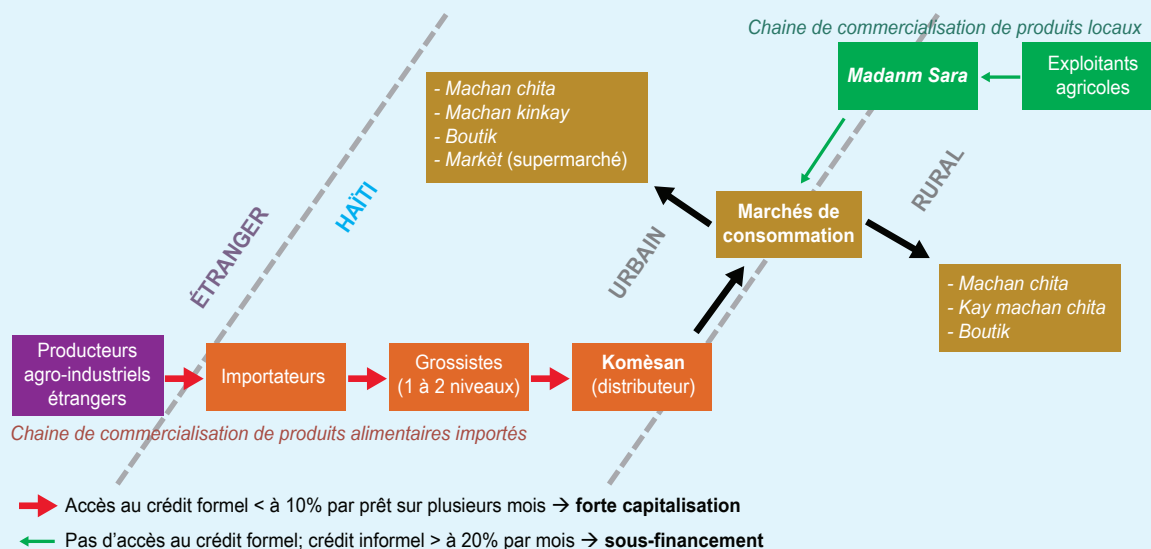 Chaine de commercialisation de produits locaux
Madanm Sara
Exploitants
agricoles
- Machan chita
- Machan kinkay
- Boutik
- Markèt (supermarché)
RURAL
HAÏTI
Marchés de
consommation
ÉTRANGER
URBAIN
- Machan chita
- Kay machan chita
- Boutik
Producteurs
agro-industriels
étrangers
Importateurs
Grossistes
(1 à 2 niveaux)
Komèsan
(distributeur)
Chaine de commercialisation de produits alimentaires importés
Accès au crédit formel < à 10% par prêt sur plusieurs mois → forte capitalisation
Pas d'accès au crédit formel; crédit informel > à 20% par mois → sous-financement